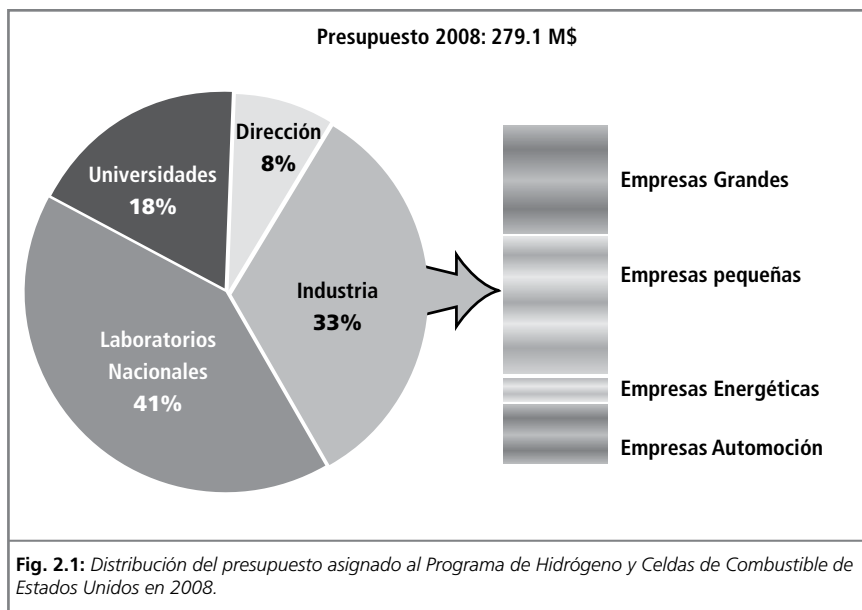 Presupuesto 2008: 279.1 M$
Dirección
8%
Universidades
18%
Industria
33%
Laboratorios
Nacionales
41%
Empresas Grandes
Empresas pequeñas
Empresas Energéticas
Empresas Automoción
Fig. 2.1: Distribución del presupuesto asignado al Programa de Hidrógeno y Celdas de Combustible de
Estados Unidos en 2008.